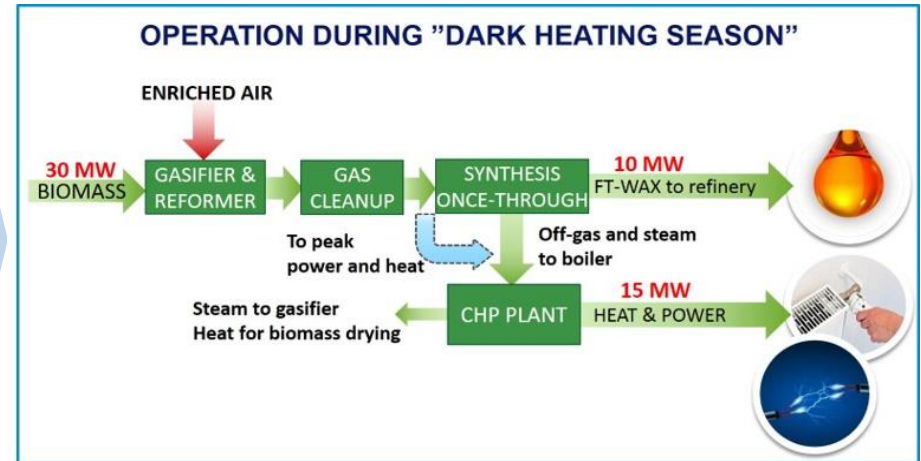 OPERATION DURING ”DARK HEATING SEASON”
ENRICHED AIR
30 MW
BIOMASS
GASIFIER &
REFORMER
GAS
CLEANUP
SYNTHESIS
ONCE-THROUGH
10 MW
FT-WAX to refinery
To peak
power and heat
Off-gas and steam
to boiler
Steam to gasifier
Heat for biomass drying
CHP PLANT
15 MW
HEAT & POWER